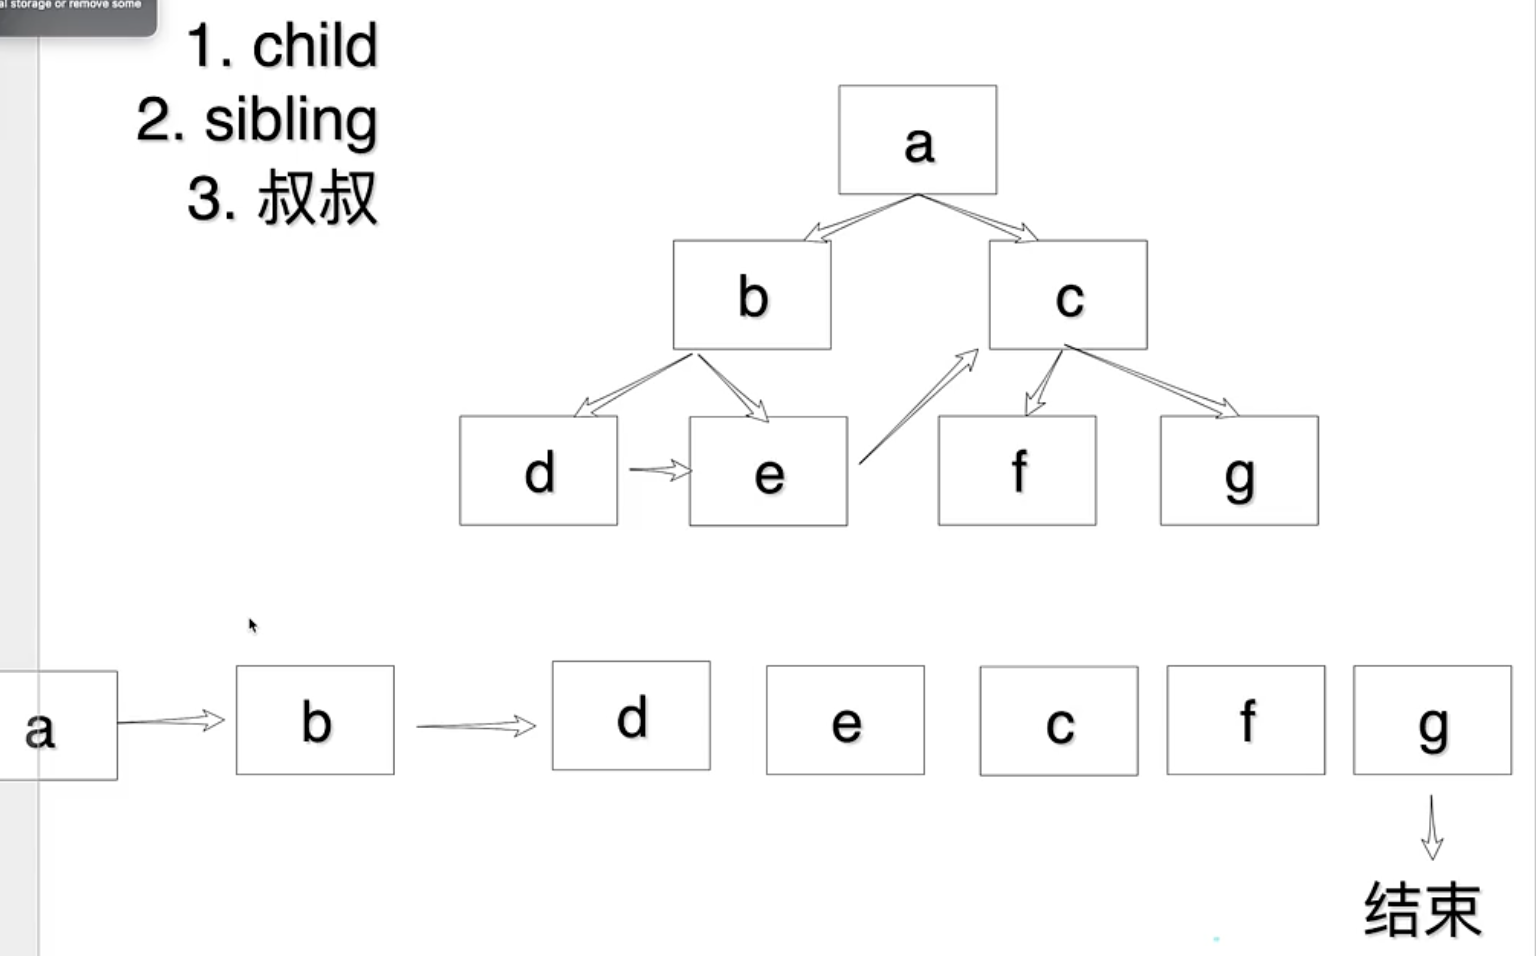 al storage or remove some
1. child
2. sibling
3. 叔叔
a
b c
d e f g
a b d e c f g
结束